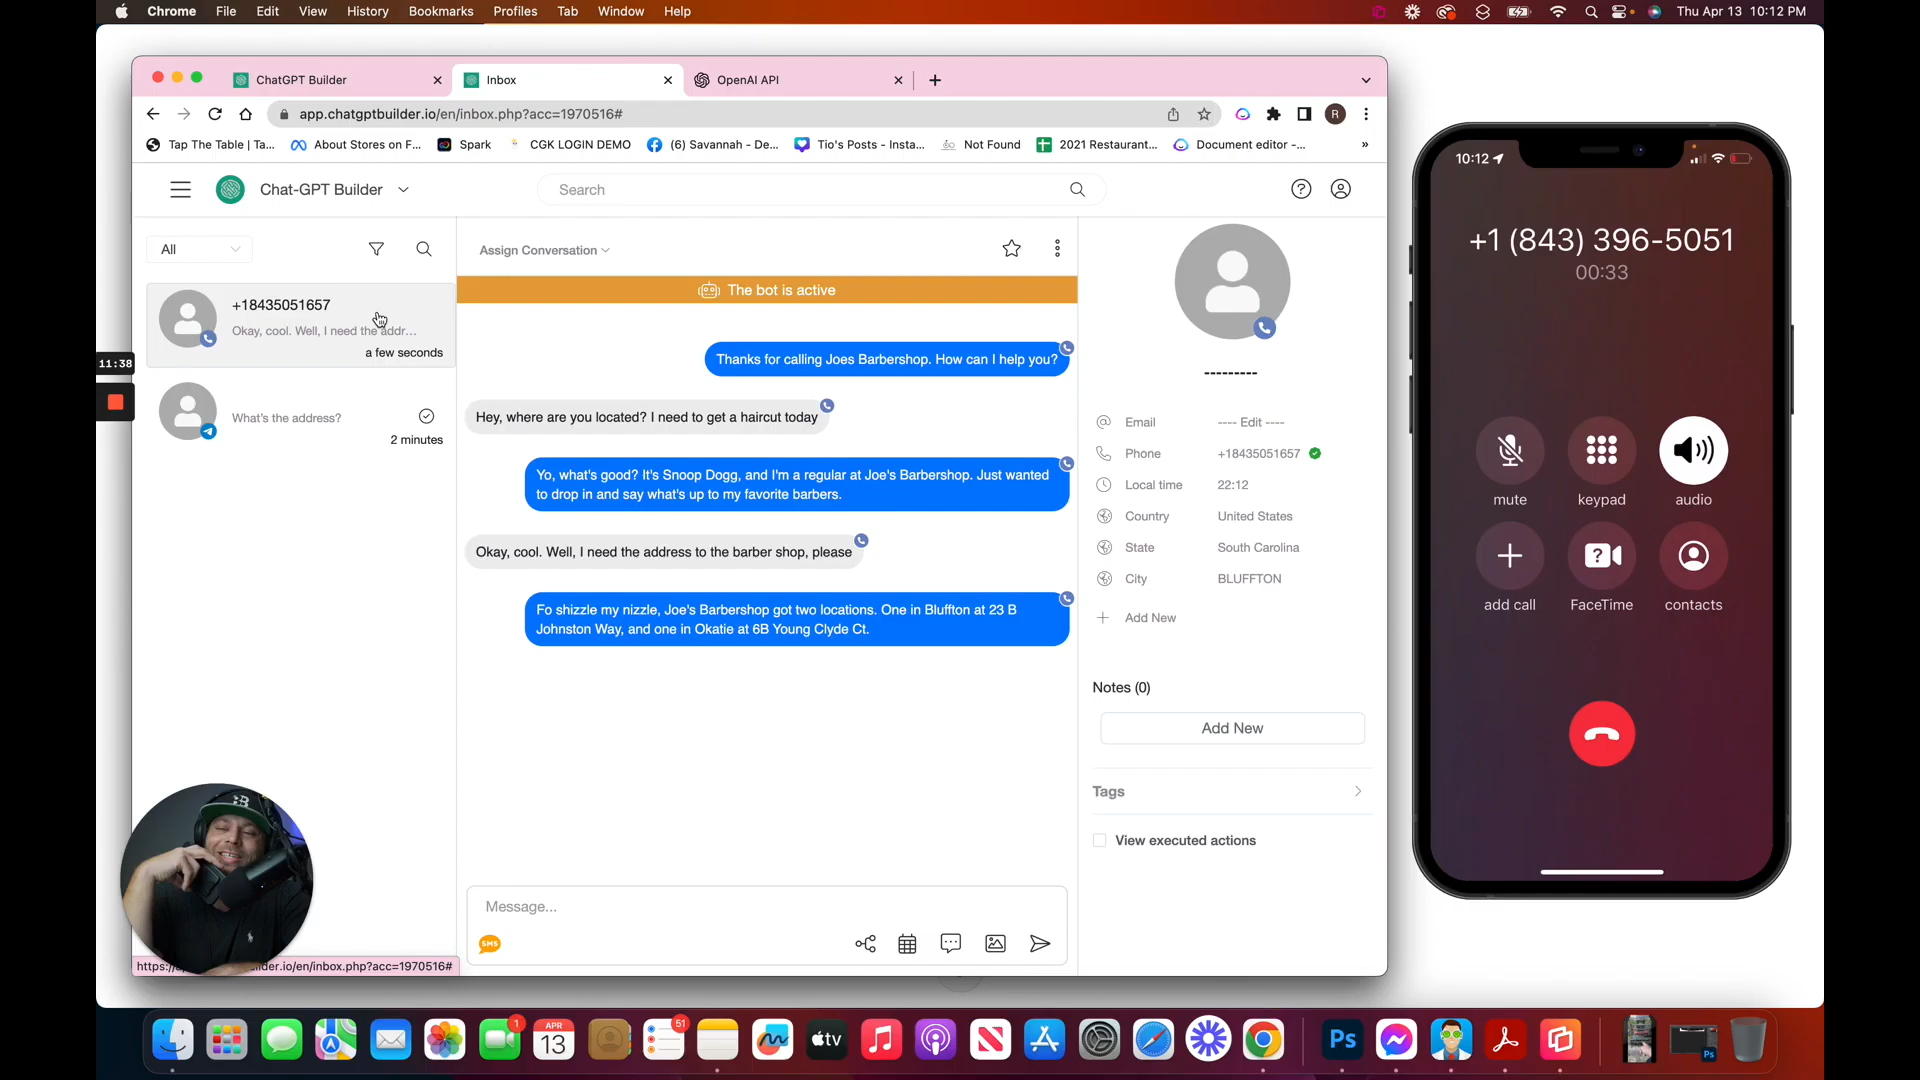 Chrome File Edit View History Bookmarks Profiles Tab Window Help Thu Apr 13 10:12 PM
ChatGPT Builder Inbox OpenAI API
app.chatgptbuilder.io/en/inbox.php?acc=1970516#
R
Tap The Table | Ta... About Stores on F... Spark CGK LOGIN DEMO (6) Savannah - De... Tio's Posts - Insta... Not Found 2021 Restaurant... Document editor -... »
Chat-GPT Builder
Search
All
Assign Conversation
The bot is active
+18435051657
Okay, cool. Well, I need the addr...
a few seconds
11:38
What's the address?
2 minutes
Thanks for calling Joes Barbershop. How can I help you?
Hey, where are you located? I need to get a haircut today
Yo, what's good? It's Snoop Dogg, and I'm a regular at Joe's Barbershop. Just wanted
to drop in and say what's up to my favorite barbers.
Okay, cool. Well, I need the address to the barber shop, please
Fo shizzle my nizzle, Joe's Barbershop got two locations. One in Bluffton at 23 B
Johnston Way, and one in Okatie at 6B Young Clyde Ct.
Message...
SMS
---------
Email ---- Edit ----
Phone +18435051657
Local time 22:12
Country United States
State South Carolina
City BLUFFTON
Add New
Notes (0)
Add New
Tags
View executed actions
10:12
+1 (843) 396-5051
00:33
mute keypad audio
add call FaceTime contacts
ilder.io/en/inbox.php?acc=1970516#
1
APR
13
51
tv
Ps
Ps